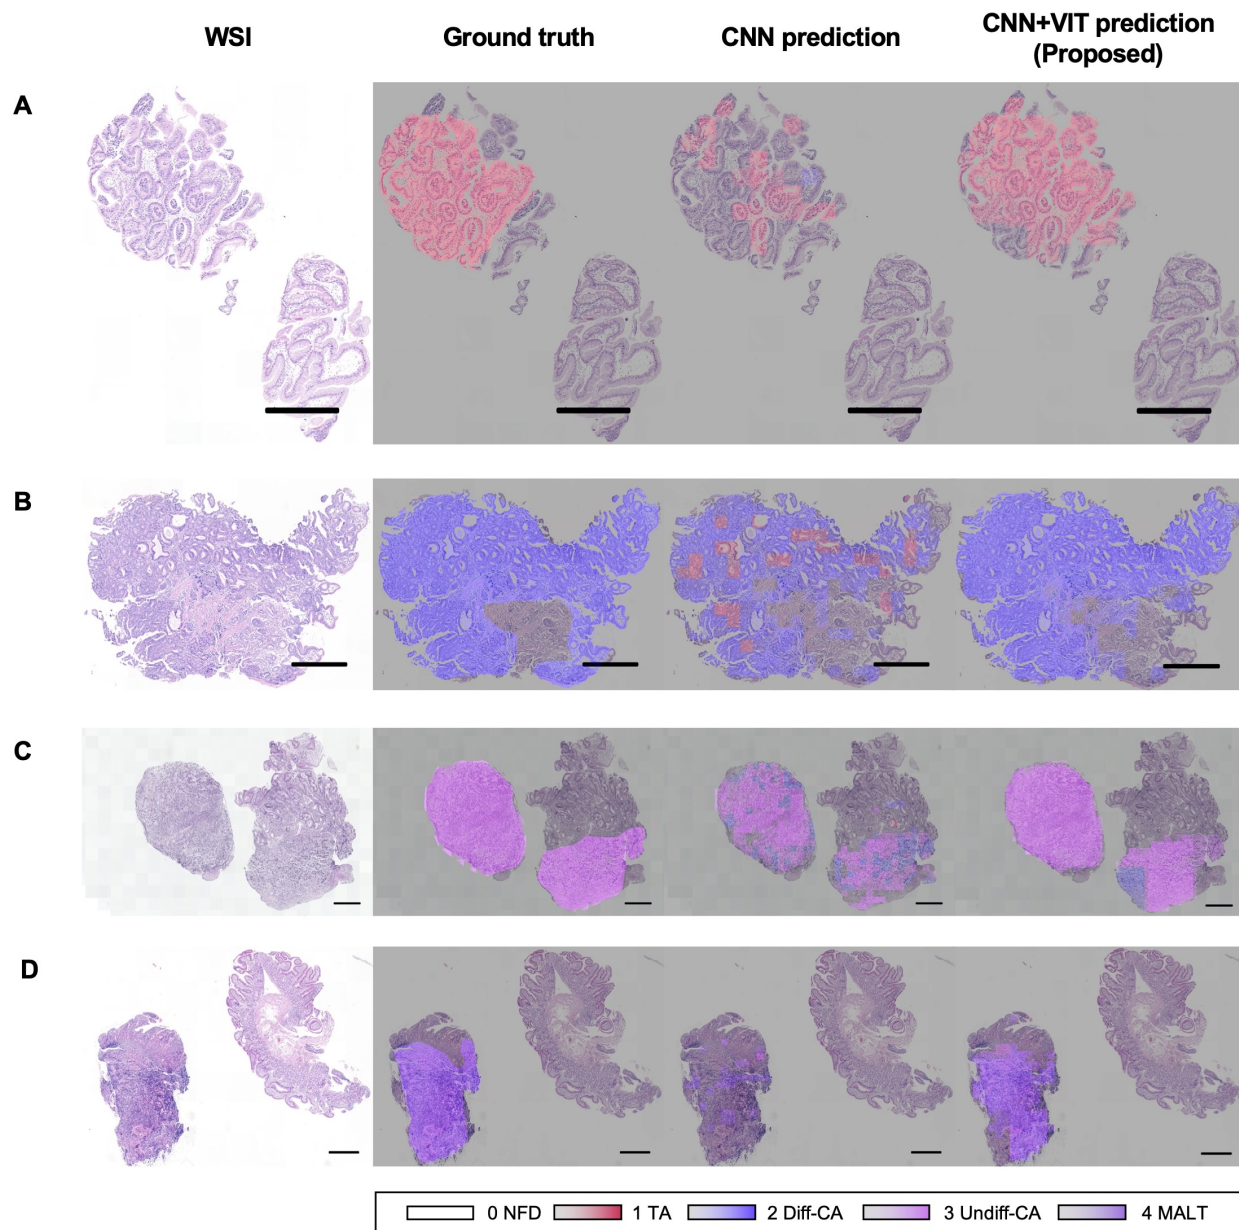 WSI
Ground truth
CNN prediction
CNN+VIT prediction
(Proposed)
A
B
C
D
0 NFD 1 TA 2 Diff-CA 3 Undiff-CA 4 MALT